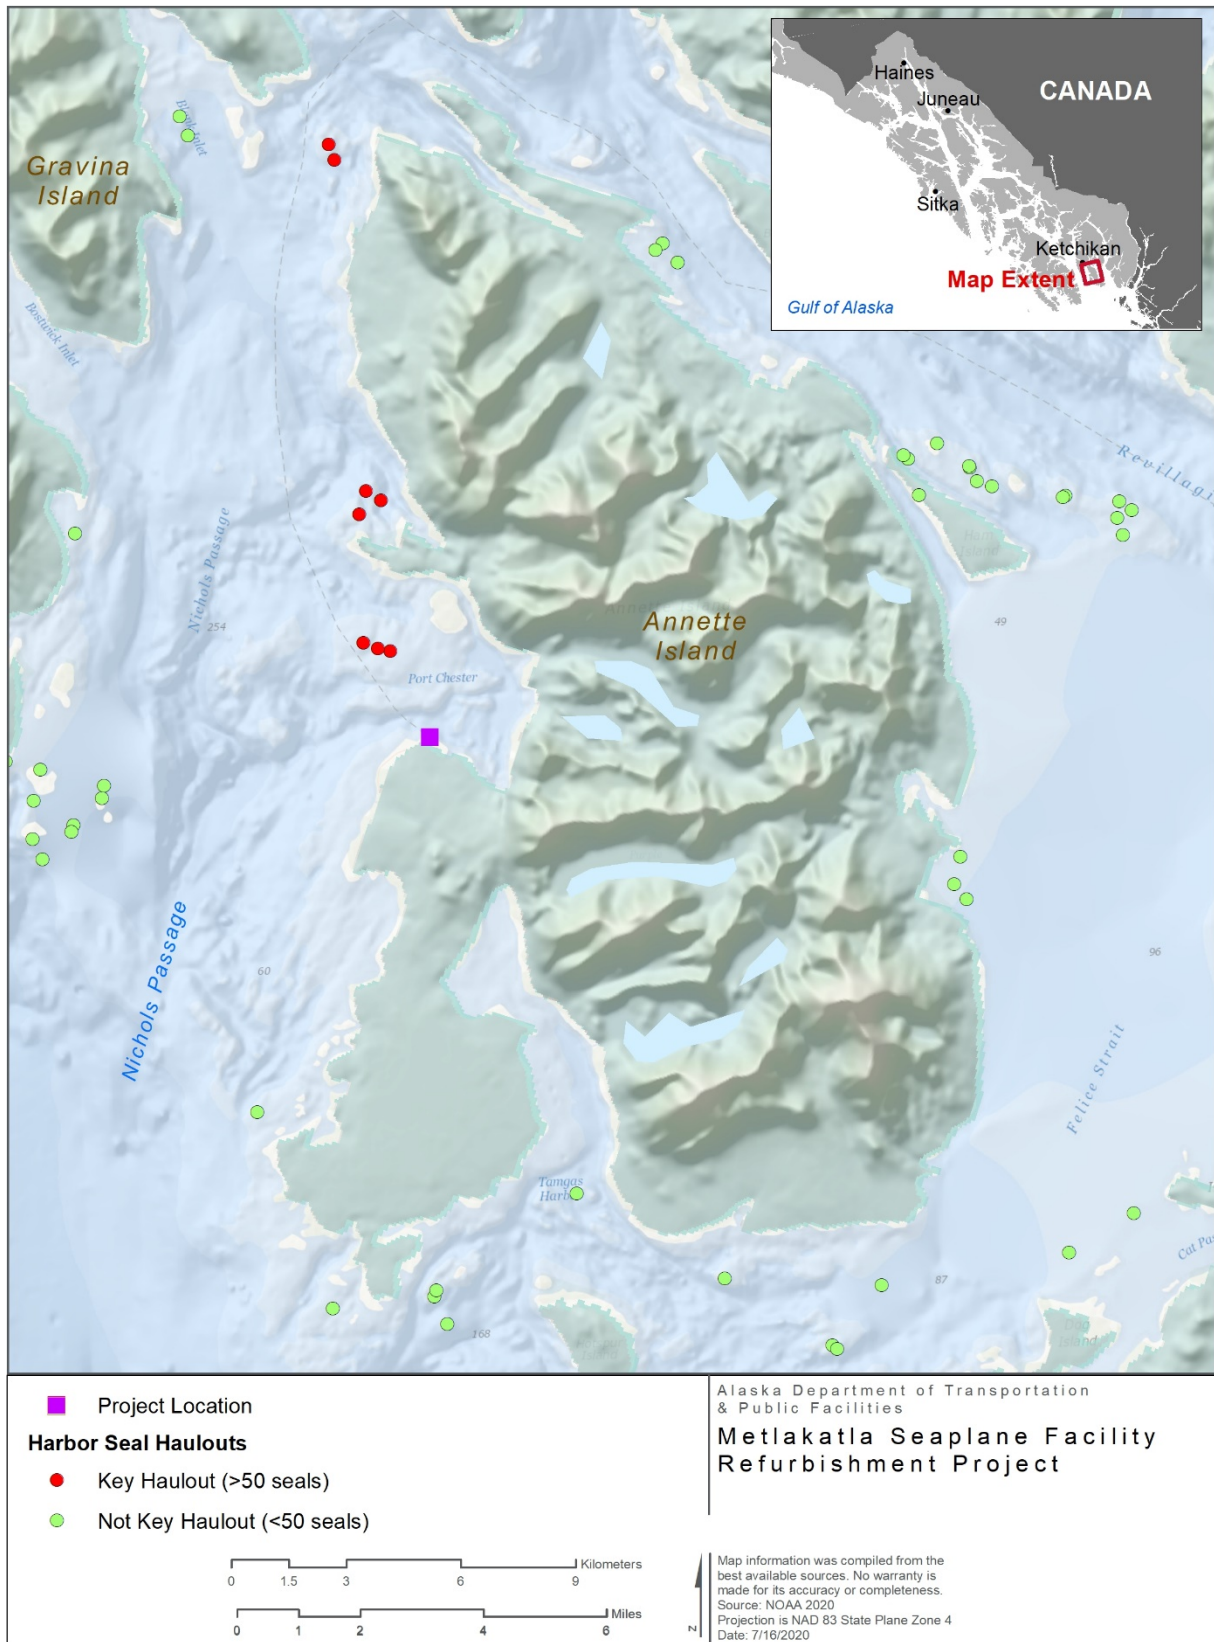 Haines
Juneau
CANADA
Sitka
Ketchikan
Map Extent
Gulf of Alaska
Gravina
Island
Bostwick Inlet
Nichols Passage
254
Annette
Island
Port Chester
49
60
96
Nichols Passage
Felice Strait
Tamgas
Harb
87
168
Dog
Island
Project Location
Harbor Seal Haulouts
Key Haulout (>50 seals)
Not Key Haulout (<50 seals)
Kilometers
0 1.5 3 6 9
Miles
0 1 2 4 6
N
Alaska Department of Transportation
& Public Facilities
Metlakatla Seaplane Facility
Refurbishment Project
Map information was compiled from the
best available sources. No warranty is
made for its accuracy or completeness.
Source: NOAA 2020
Projection is NAD 83 State Plane Zone 4
Date: 7/16/2020